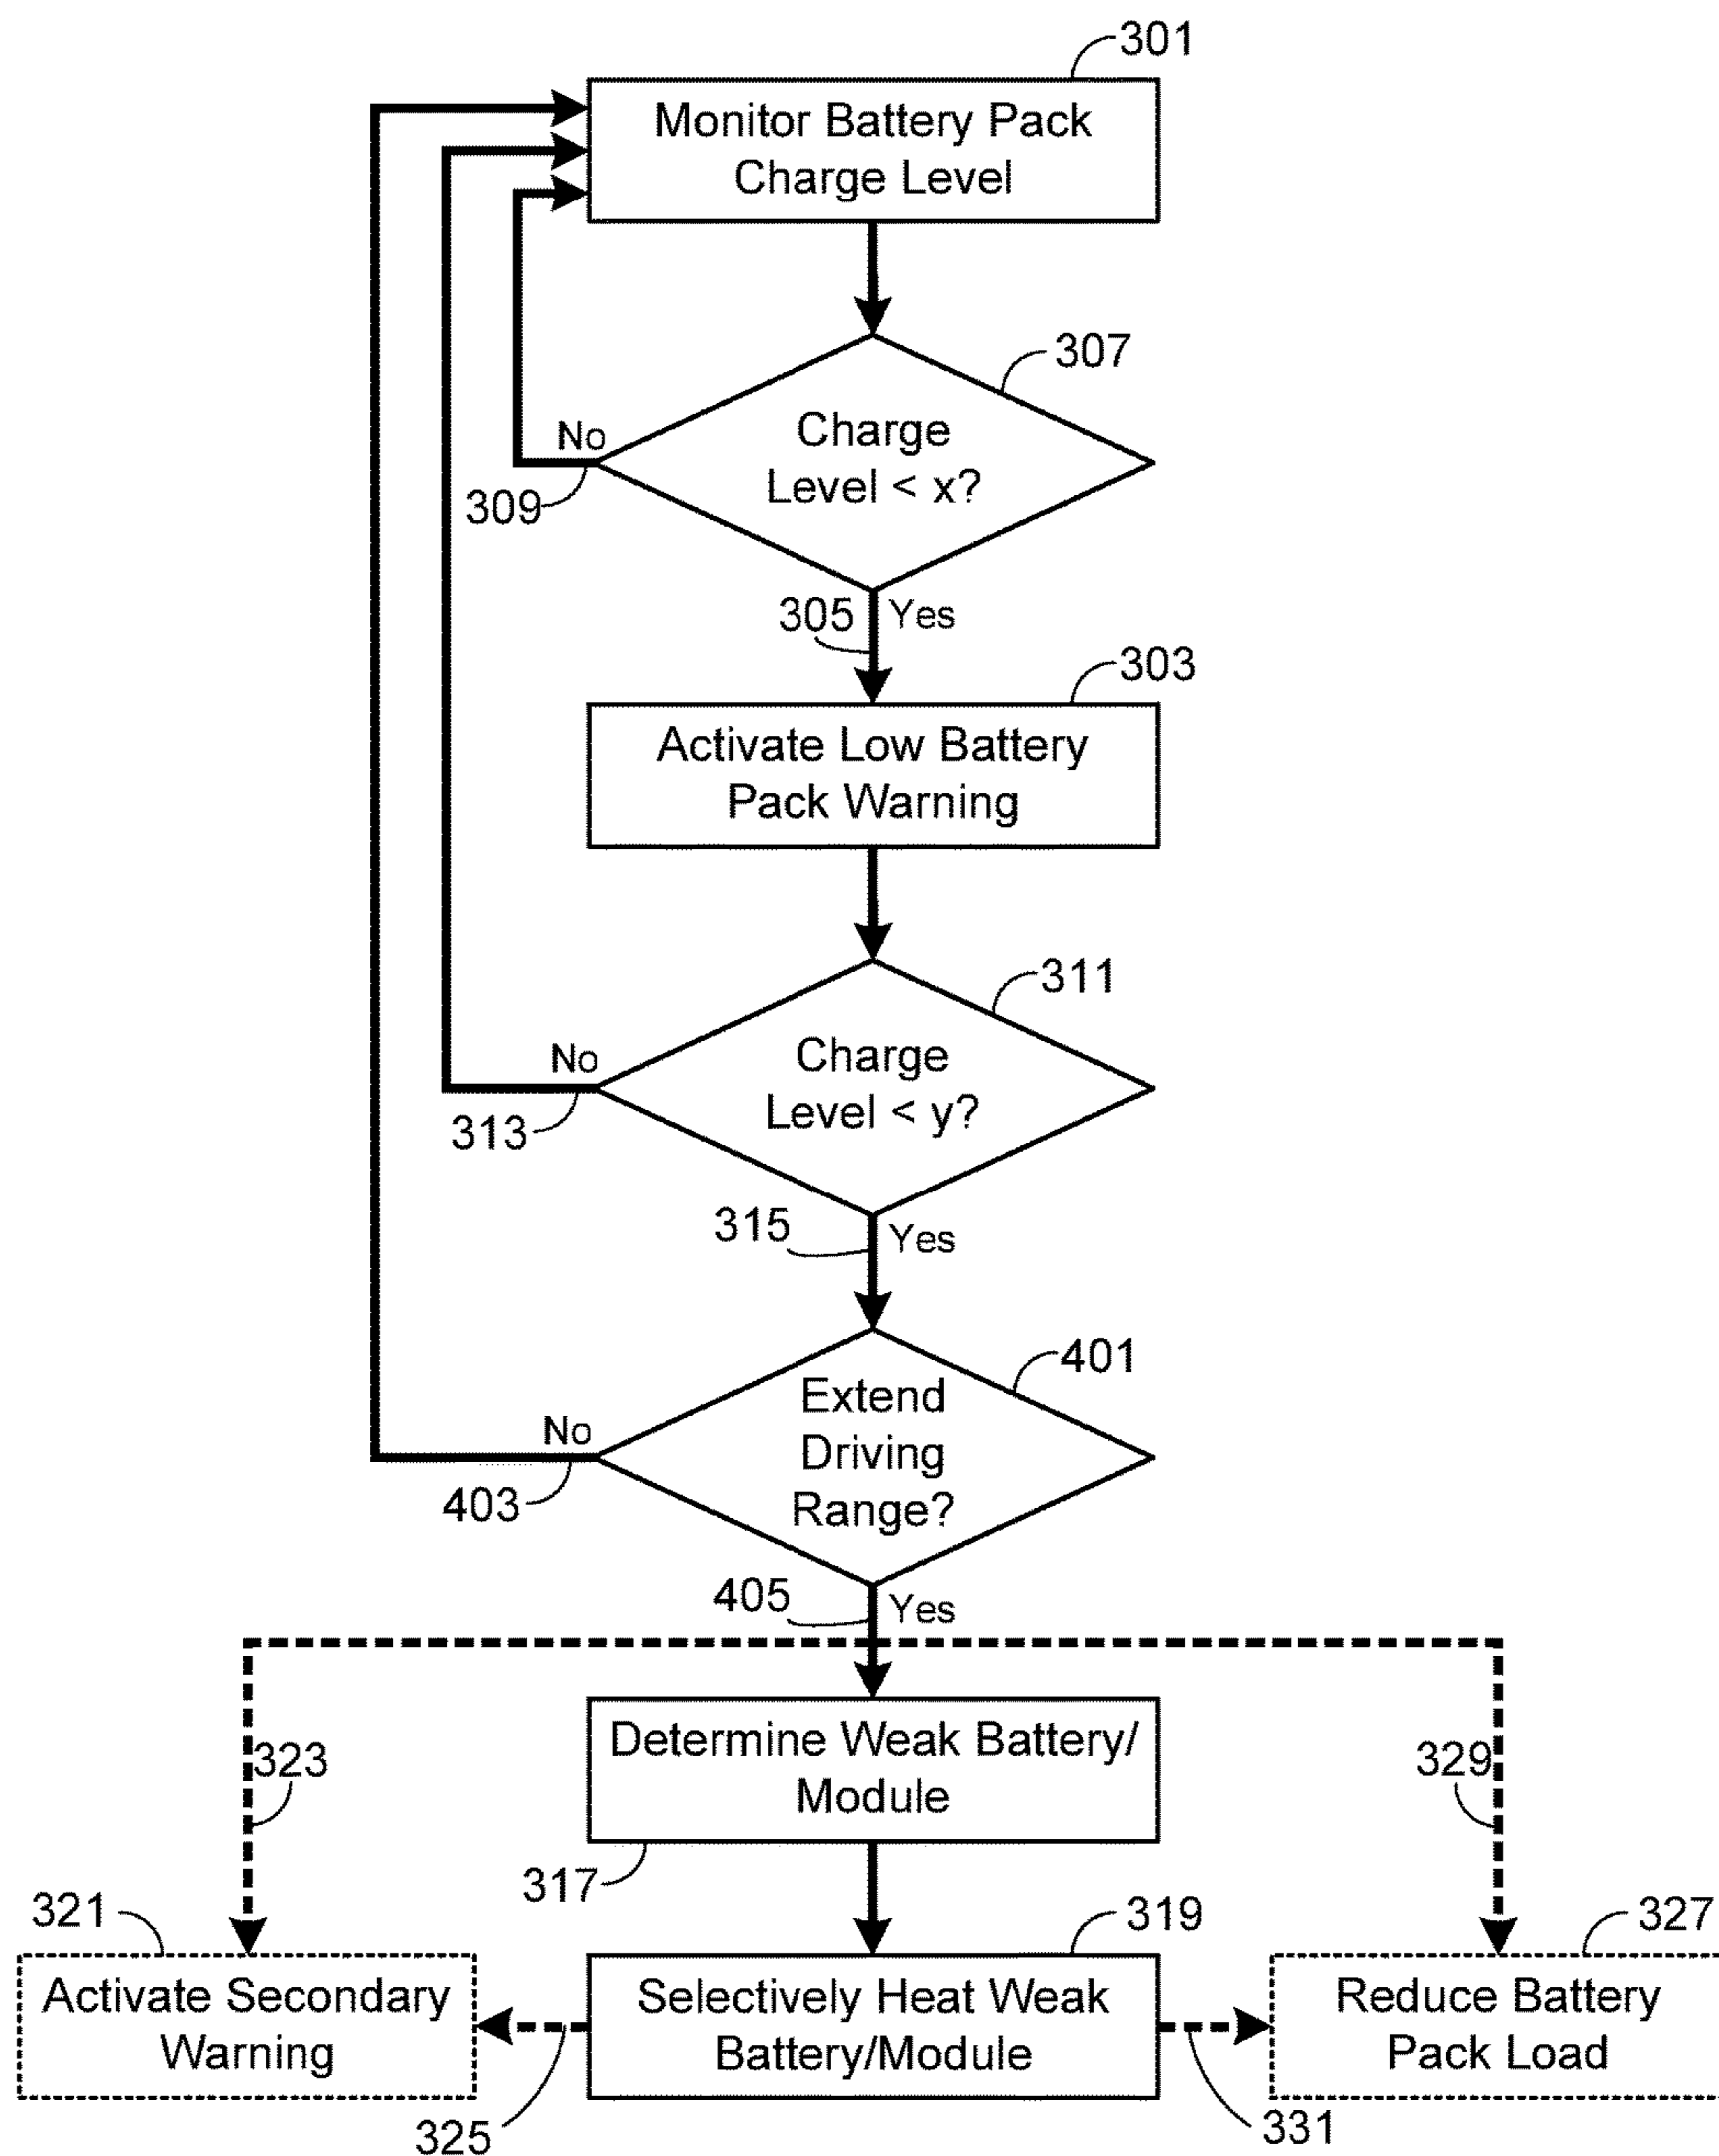 301
Monitor Battery Pack
Charge Level
307
Charge
Level < x?
No
309
305
Yes
303
Activate Low Battery
Pack Warning
311
Charge
Level < y?
No
313
315
Yes
401
Extend
Driving
Range?
No
403
405
Yes
323
329
Determine Weak Battery/
Module
317
321
319
327
Activate Secondary
Warning
Selectively Heat Weak
Battery/Module
Reduce Battery
Pack Load
325
331